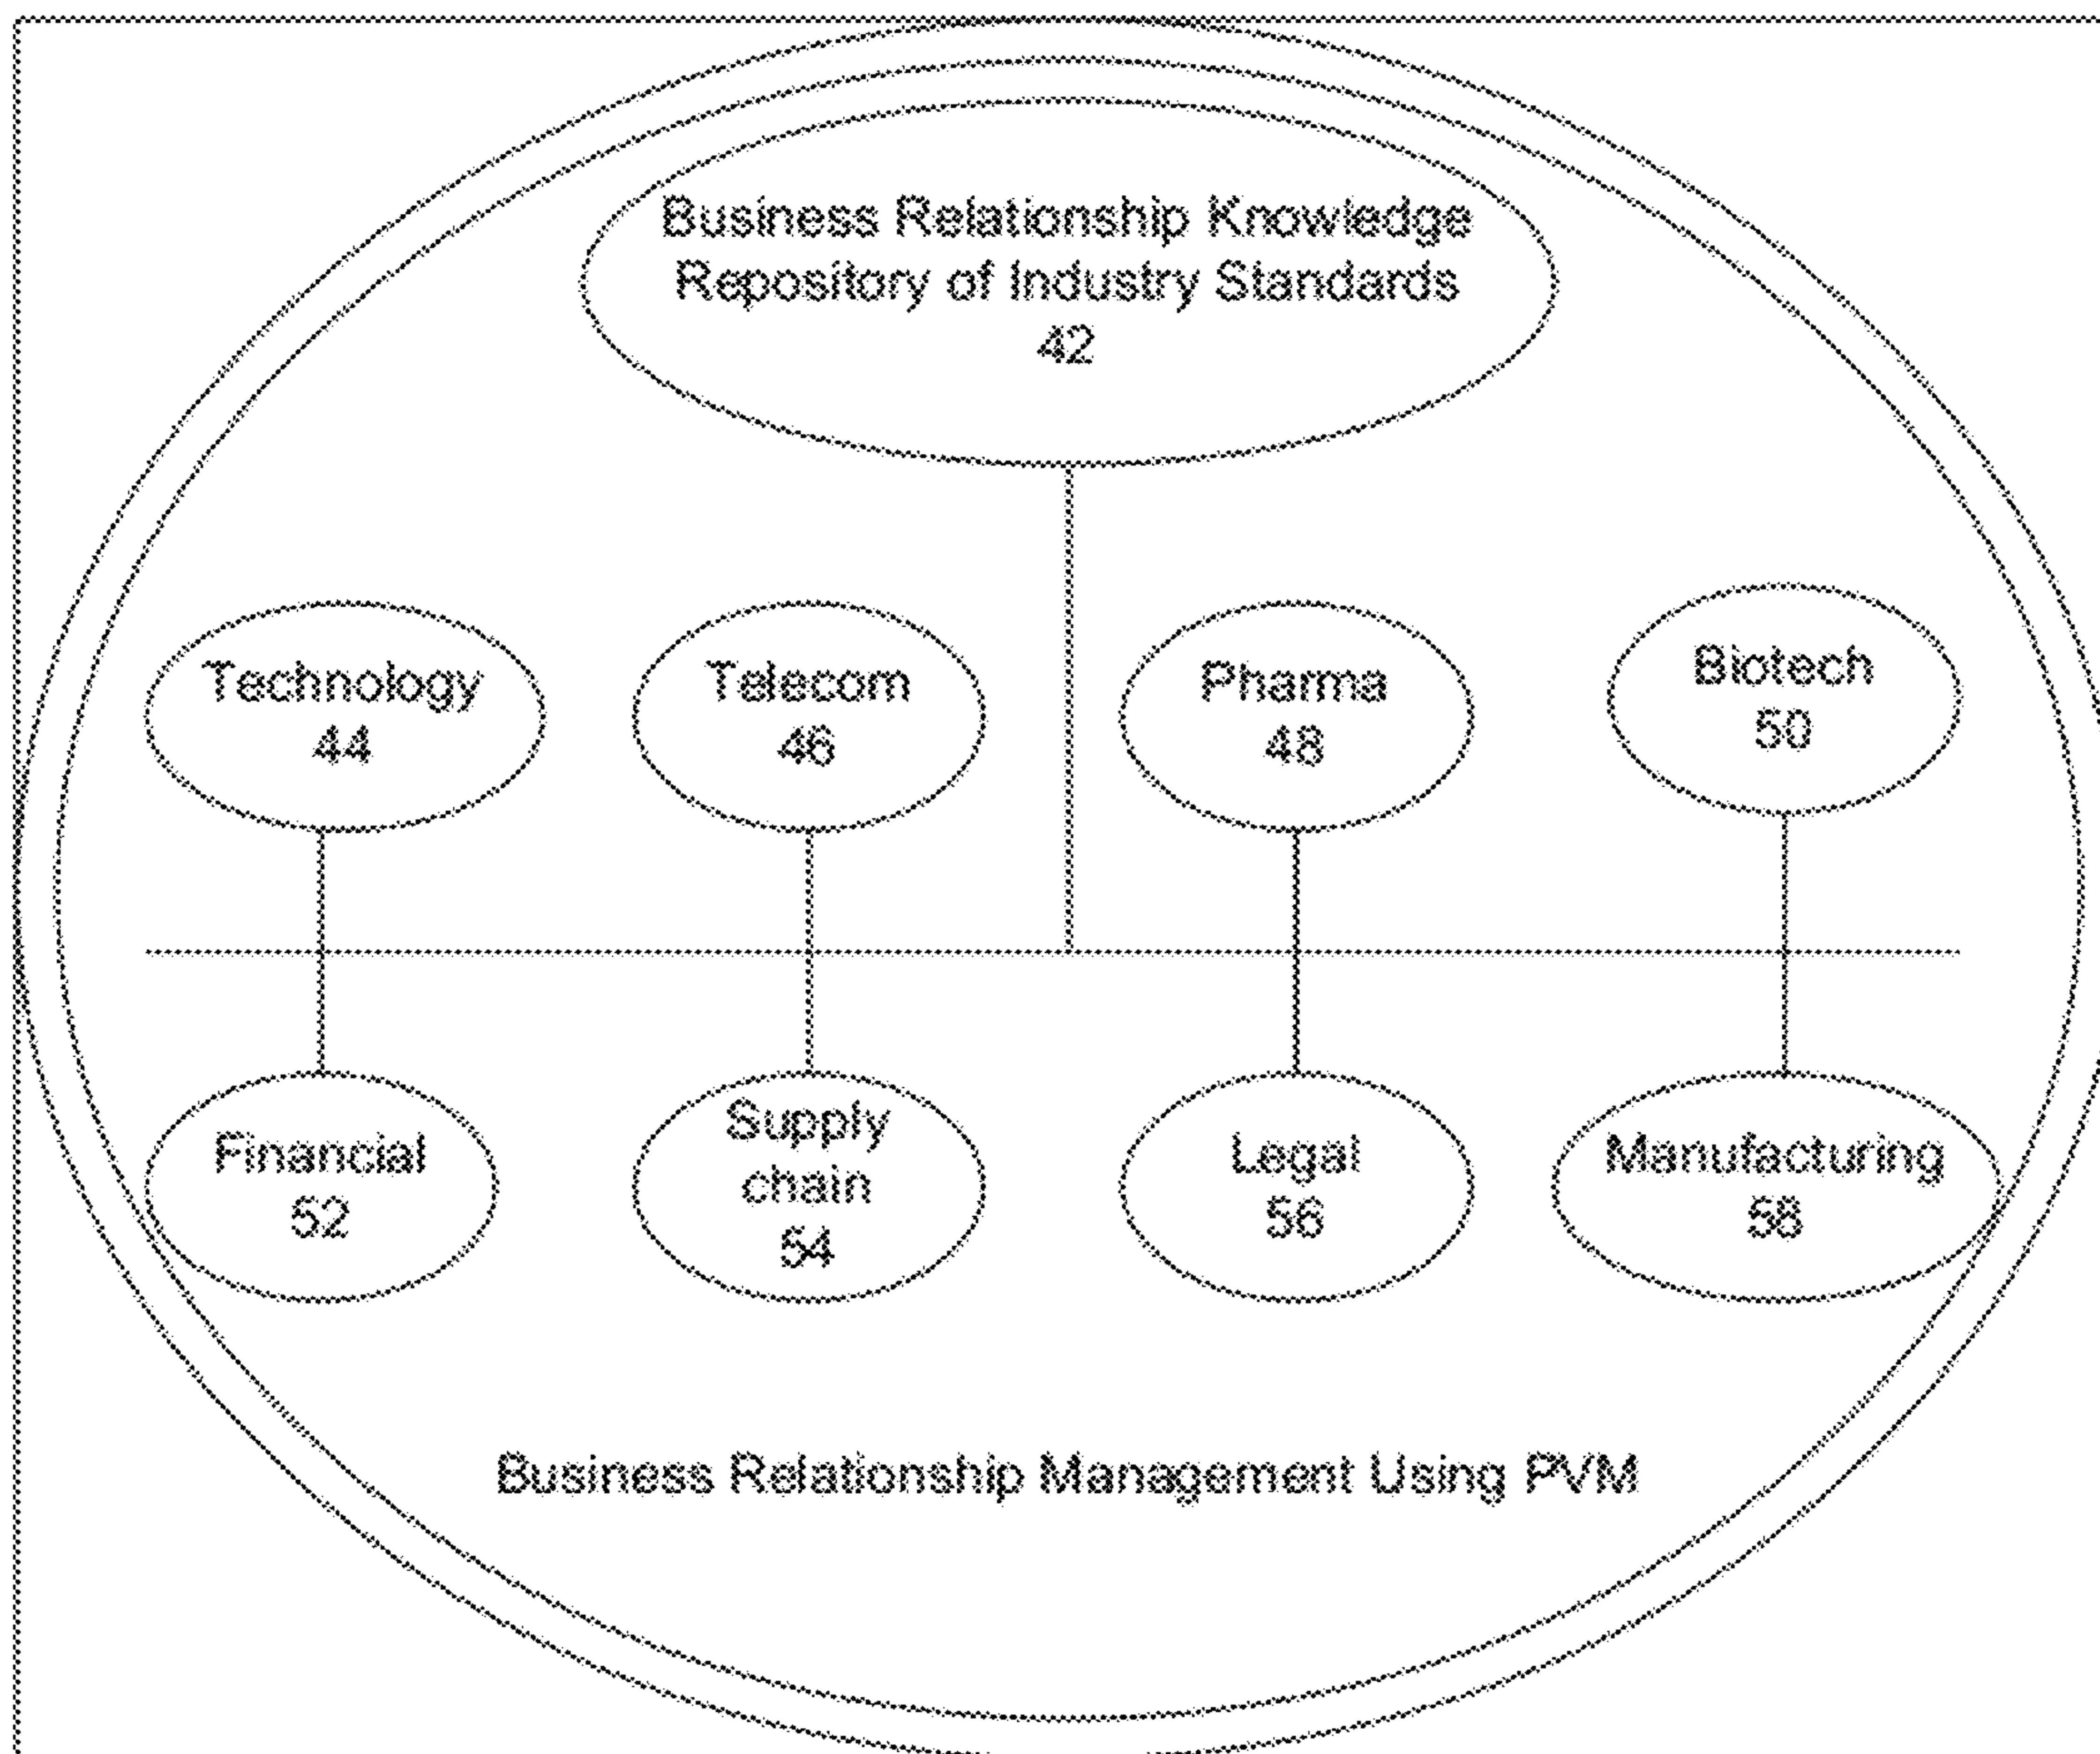 Business Relationship Knowledge
Repository of Industry Standards
42
Technology
44
Telecom
46
Pharma
48
Biotech
50
Financial
52
Supply
chain
54
Legal
56
Manufacturing
58
Business Relationship Management Using PVM